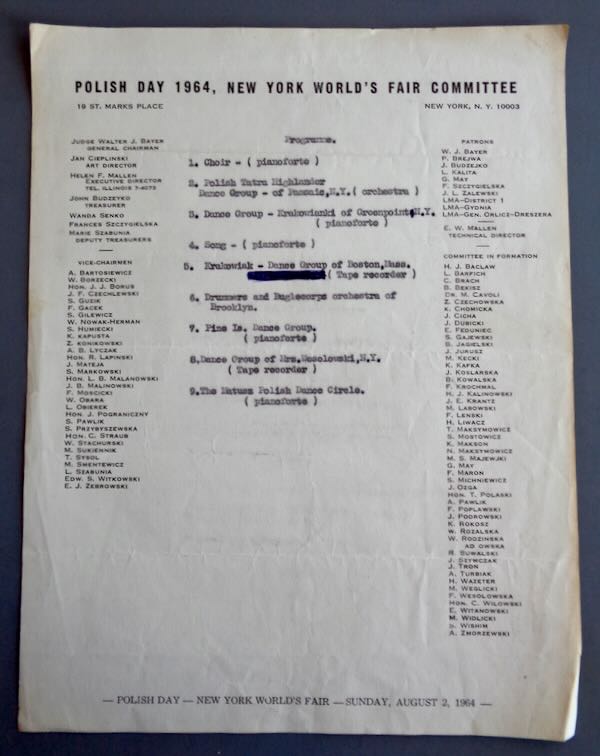 POLISH DAY 1964, NEW YORK WORLD'S FAIR COMMITTEE
19 ST. MARKS PLACE
NEW YORK, N. Y. 10003
JUDGE WALTER J. BAYER
GENERAL CHAIRMAN
JAN CIEPLINSKI
ART DIRECTOR
HELEN F. MALLEN
EXECUTIVE DIRECTOR
TEL. ILLINOIS 7-4073
JOHN BUDZEYKO
TREASURER
WANDA SENKO
FRANCES SZCZYGIELSKA
MARIE SZABUNIA
DEPUTY TREASURERS
VICE-CHAIRMEN
A. BARTOSIEWICZ
W. BORZECKI
HON. J. J. BORUS
J. F. CZECHLEWSKI
S. GUZIK
F. GACEK
S. GILEWICZ
W. NOWAK-HERMAN
S. HUMIECKI
K. KAPUSTA
Z. KONIKOWSKI
A. B. LYCZAK
HON. R. LAPINSKI
J. MATEJA
S. MARKOWSKI
HON. L. B. MALANOWSKI
J. B. MALINOWSKI
F. MOSCICKI
W. OBARA
L. OBIEREK
HON. J. POGRANICZNY
S. PAWLIK
S. PRZYBYSZEWSKA
HON. C. STRAUB
W. STACHURSKI
M. SUKIENNIK
T. SYSOL
M. SMENTEWICZ
L. SZABUNIA
EDW. S. WITKOWSKI
E. J. ZEBROWSKI
Programme.
1. Choir - ( pianoforte )
2. Polish Tatra Highlander
Dance Group - of Passaic, N.Y. ( orchestra )
3. Dance Group - Krakowianki of Greenpoint, N.Y.
( pianoforte )
4. Song - ( pianoforte )
5. Krakowiak - Dance Group of Boston, Mass.
( Tape recorder )
6. Drummers and Buglecorps orchestra of
Brooklyn.
7. Pine Is. Dance Group.
( pianoforte )
8. Dance Group of Mrs. Wesolowski, N.Y.
( Tape recorder )
9. The Matusz Polish Dance Circle.
( pianoforte )
PATRONS
W. J. BAYER
P. BREJWA
J. BUDZEJKO
L. KALITA
G. MAY
F. SZCZYGIELSKA
J. L. ZALEWSKI
LMA-DISTRICT 1
LMA-GYDNIA
LMA-GEN. ORLICZ-DRESZERA
E. W. MALLEN
TECHNICAL DIRECTOR
COMMITTEE IN FORMATION
H. J. BACLAW
L. BARFICH
C. BRACH
B. BEKISZ
DR. M. CAVOLI
Z. CZECHOWSKA
K. CHOMICKA
J. CICHA
J. DUBICKI
E. FEDUNIEC
S. GAJEWSKI
B. JAGIELSKI
J. JURUSZ
M. KECKI
K. KAFKA
J. KOSLARSKA
B. KOWALSKA
F. KROCHMAL
H. J. KALINOWSKI
J. E. KRANTZ
M. LABOWSKI
F. LENSKI
H. LIWACZ
T. MAKSYMOWICZ
S. MOSTOWICZ
K. MAKSON
N. MAKSYMOWICZ
M. S. MAJEWJKI
G. MAY
F. MARON
S. MICHNIEWICZ
J. OZGA
HON. T. POLASKI
A. PAWLIK
F. POPLAWSKI
J. PODROWSKI
K. ROKOSZ
W. ROZALSKA
W. RODZINSKA
AD OWSKA
R. SUWALSKI
J. SZYMCZAK
J. TRON
A. TURBIAK
H. WAZETER
M. WEGLICKI
F. WESOLOWSKA
HON. C. WILOWSKI
E. WITANOWSKI
M. WIDLICKI
S. WISHIM
A. ZMORZEWSKI
— POLISH DAY — NEW YORK WORLD'S FAIR — SUNDAY, AUGUST 2, 1964 —